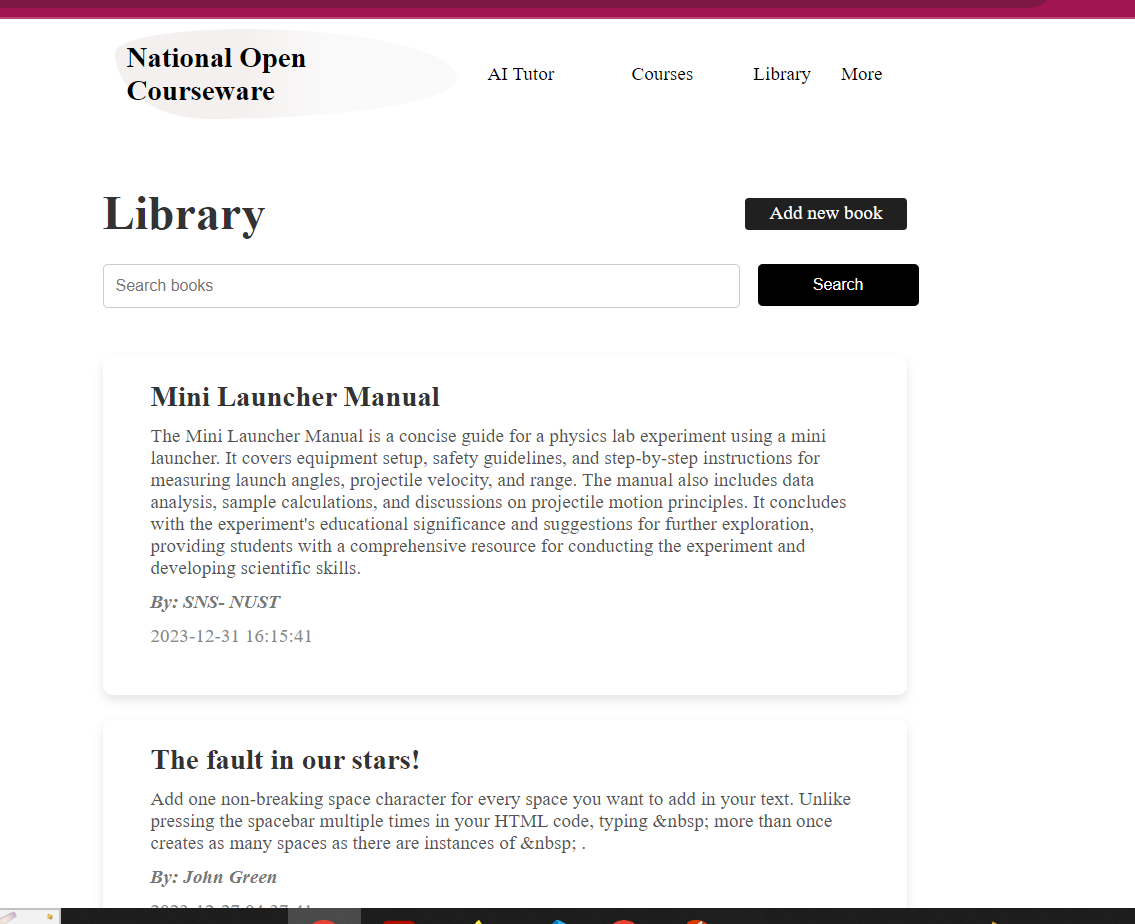 National Open
Courseware
AI Tutor Courses Library More
Library
Add new book
Search books
Search
Mini Launcher Manual
The Mini Launcher Manual is a concise guide for a physics lab experiment using a mini
launcher. It covers equipment setup, safety guidelines, and step-by-step instructions for
measuring launch angles, projectile velocity, and range. The manual also includes data
analysis, sample calculations, and discussions on projectile motion principles. It concludes
with the experiment's educational significance and suggestions for further exploration,
providing students with a comprehensive resource for conducting the experiment and
developing scientific skills.
By: SNS- NUST
2023-12-31 16:15:41
The fault in our stars!
Add one non-breaking space character for every space you want to add in your text. Unlike
pressing the spacebar multiple times in your HTML code, typing &nbsp; more than once
creates as many spaces as there are instances of &nbsp; .
By: John Green